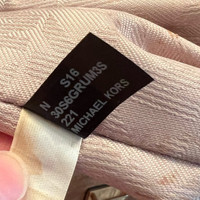 N S16
30S6GRUM3S
221
MICHAEL KORS